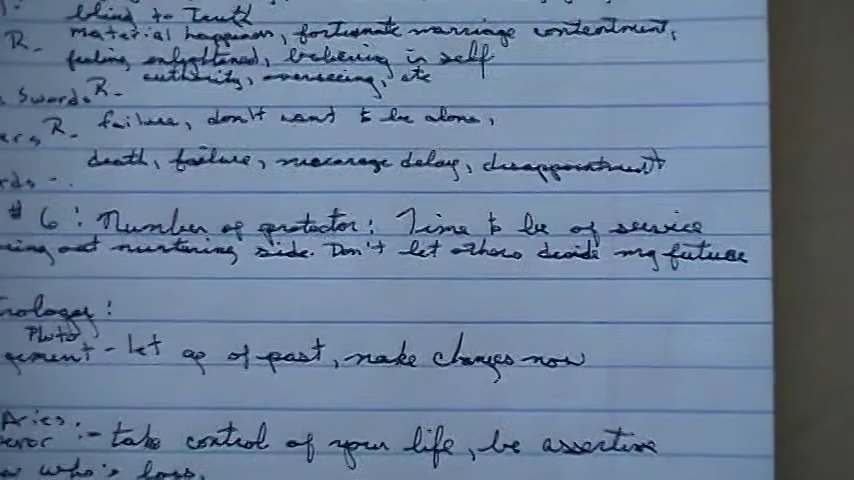 blind to Truth
R- material happiness, fortunate marriage contentment,
feeling enlightened, believing in self
authority, overseeing, etc
Swords R-
R- failure, don't want to be alone,
death, failure, delay, disappointment
# 6: Number of protector: Time to be of service
out nurturing side. Don't let others decide my future
:
Pluto
- let go of past, make changes now
Aries:
:- take control of your life, be assertive
who's boss.